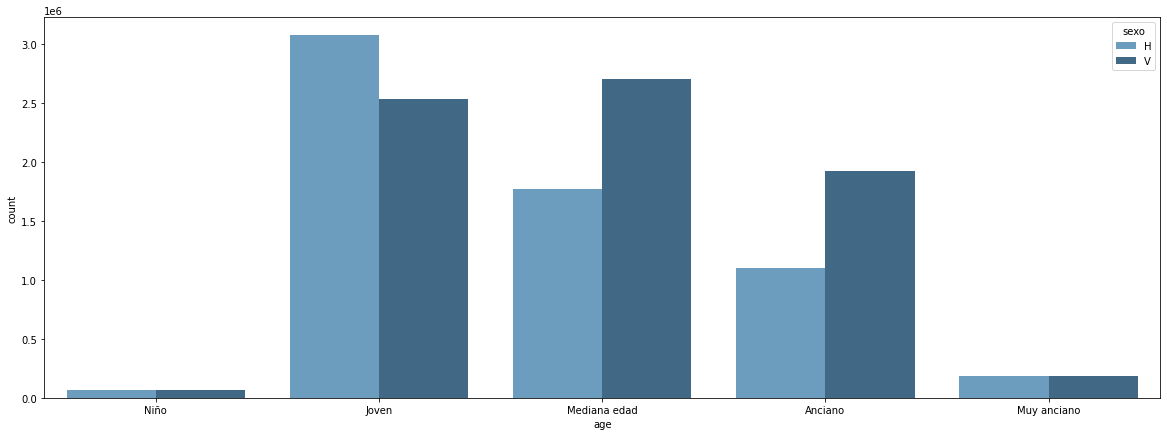 1e6
3.0
2.5
2.0
1.5
1.0
0.5
0.0
count
Niño Joven Mediana edad Anciano Muy anciano
age
sexo
H
V